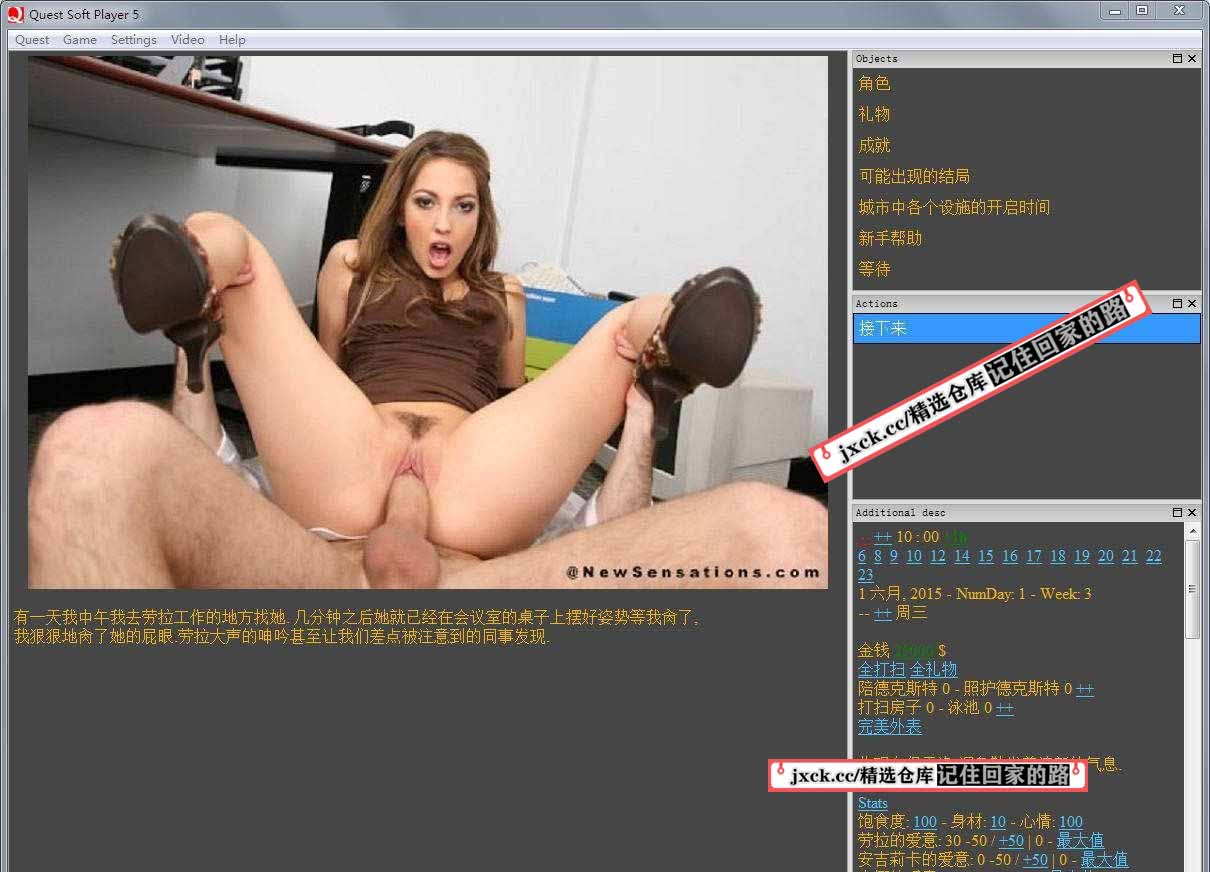 Quest Soft Player 5
Quest Game Settings Video Help
@NewSensations.com
有一天我中午我去劳拉工作的地方找她. 几分钟之后她就已经在会议室的桌子上摆好姿势等我肏了,
我狠狠地肏了她的屁眼.劳拉大声的呻吟甚至让我们差点被注意到的同事发现.
Objects
角色
礼物
成就
可能出现的结局
城市中各个设施的开启时间
新手帮助
等待
Actions
接下来
jxck.cc/精选仓库 记住回家的路
Additional desc
-- ++ 10 : 00
6 8 9 10 12 14 15 16 17 18 19 20 21 22
23
1 六月, 2015 - NumDay: 1 - Week: 3
-- ++ 周三
金钱 $
全打扫 全礼物
陪德克斯特 0 - 照护德克斯特 0 ++
打扫房子 0 - 泳池 0 ++
完美外表
气息.
jxck.cc/精选仓库 记住回家的路
Stats
饱食度: 100 - 身材: 10 - 心情: 100
劳拉的爱意: 30 -50 / +50 | 0 - 最大值
安吉莉卡的爱意: 0 -50 / +50 | 0 - 最大值